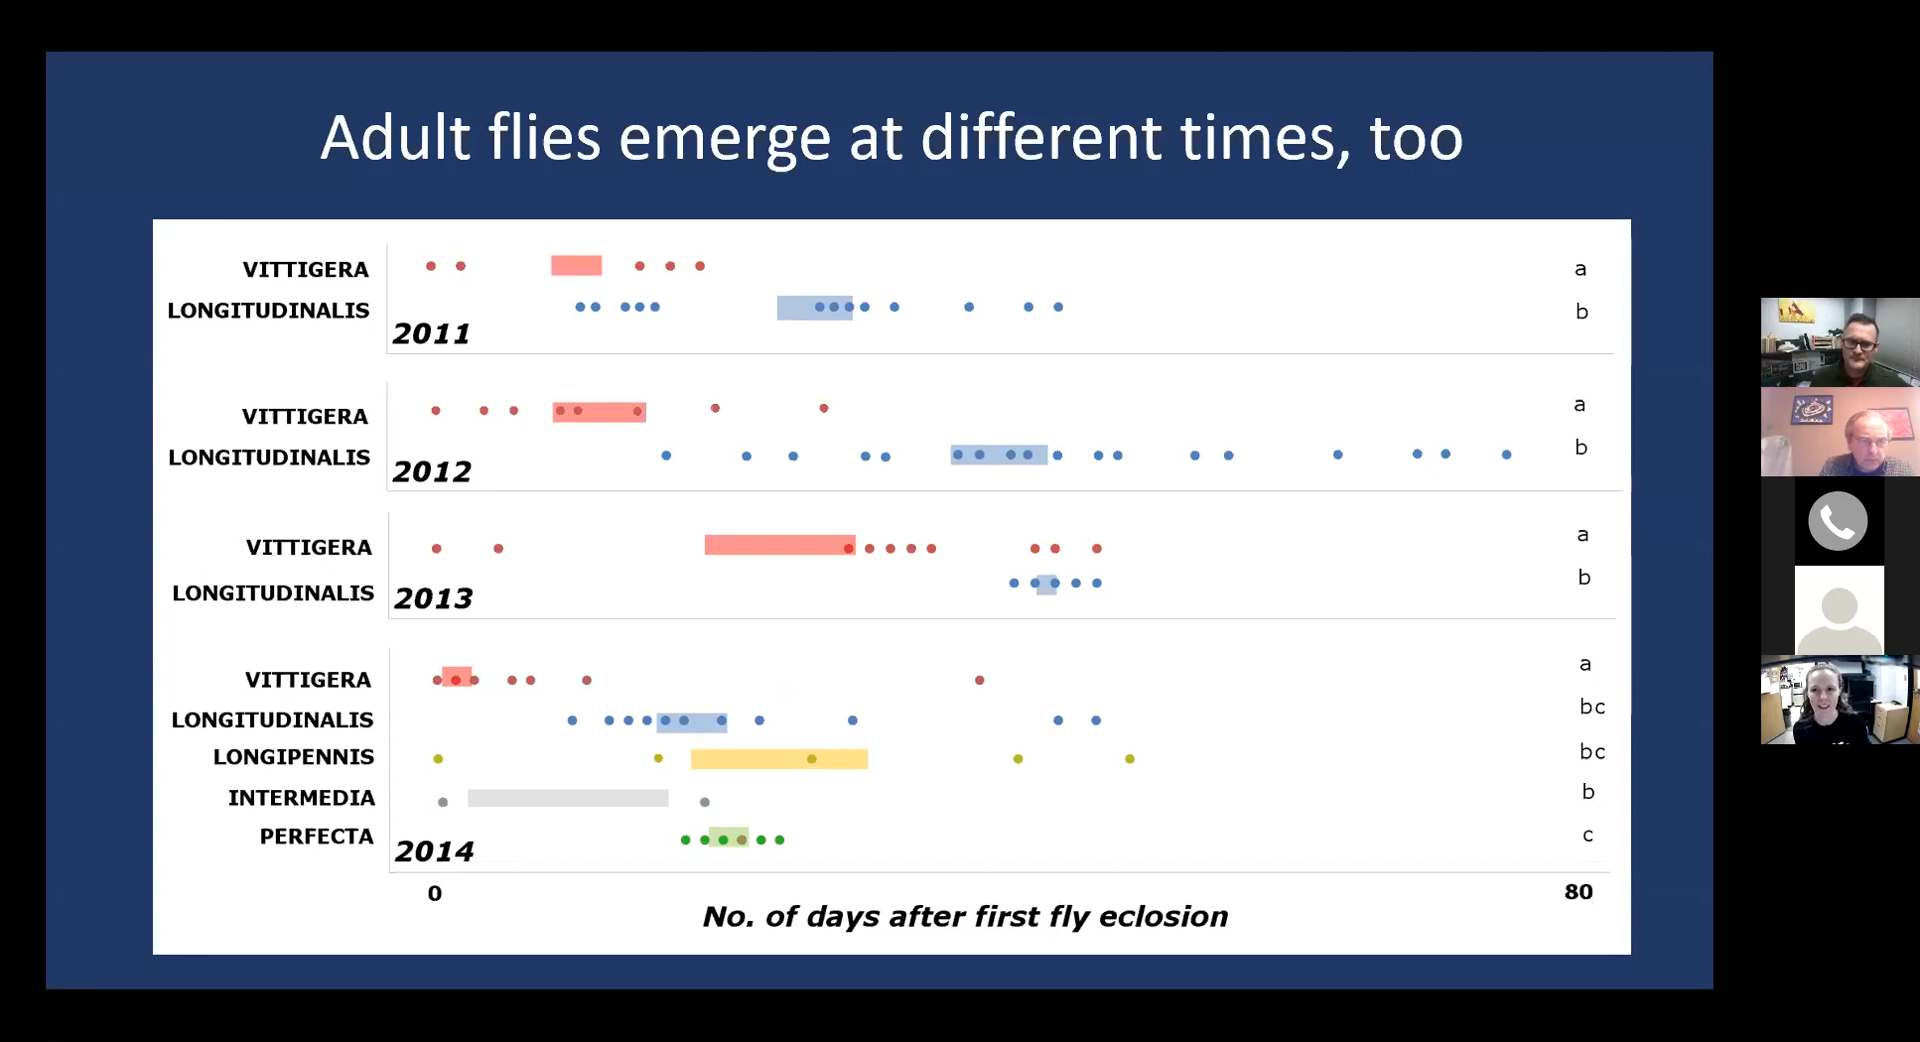 Adult flies emerge at different times, too
VITTIGERA a
LONGITUDINALIS b
2011
VITTIGERA a
LONGITUDINALIS b
2012
VITTIGERA a
LONGITUDINALIS b
2013
VITTIGERA a
LONGITUDINALIS bc
LONGIPENNIS bc
INTERMEDIA b
PERFECTA c
2014
0 80
No. of days after first fly eclosion